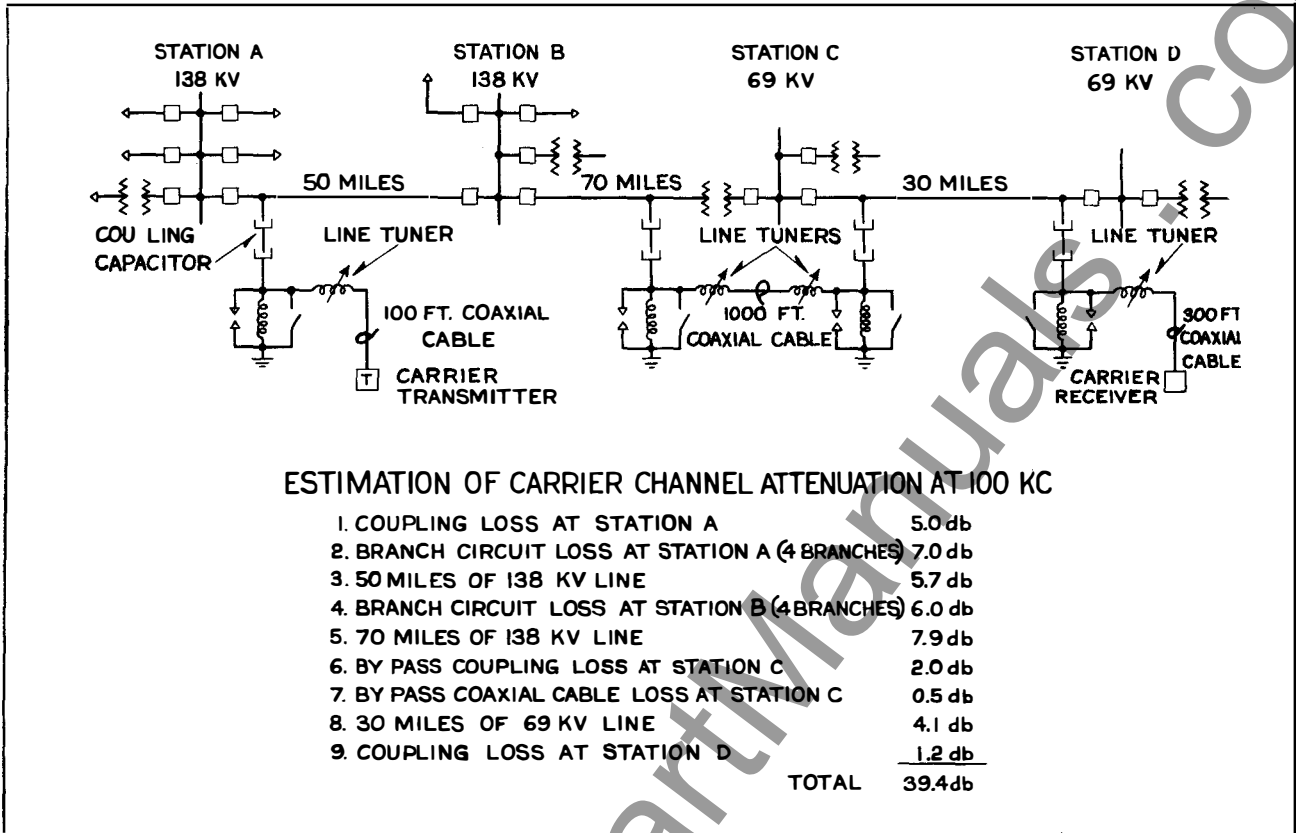 STATION A
138 KV
STATION B
138 KV
STATION C
69 KV
STATION D
69 KV
50 MILES
70 MILES
30 MILES
COU LING
CAPACITOR
LINE TUNER
LINE TUNERS
LINE TUNER
100 FT. COAXIAL
CABLE
1000 FT.
COAXIAL CABLE
300 FT
COAXIAL
CABLE
T
CARRIER
TRANSMITTER
CARRIER
RECEIVER
ESTIMATION OF CARRIER CHANNEL ATTENUATION AT 100 KC
1. COUPLING LOSS AT STATION A 5.0 db
2. BRANCH CIRCUIT LOSS AT STATION A (4 BRANCHES) 7.0 db
3. 50 MILES OF 138 KV LINE 5.7 db
4. BRANCH CIRCUIT LOSS AT STATION B (4 BRANCHES) 6.0 db
5. 70 MILES OF 138 KV LINE 7.9 db
6. BY PASS COUPLING LOSS AT STATION C 2.0 db
7. BY PASS COAXIAL CABLE LOSS AT STATION C 0.5 db
8. 30 MILES OF 69 KV LINE 4.1 db
9. COUPLING LOSS AT STATION D 1.2 db
TOTAL 39.4 db